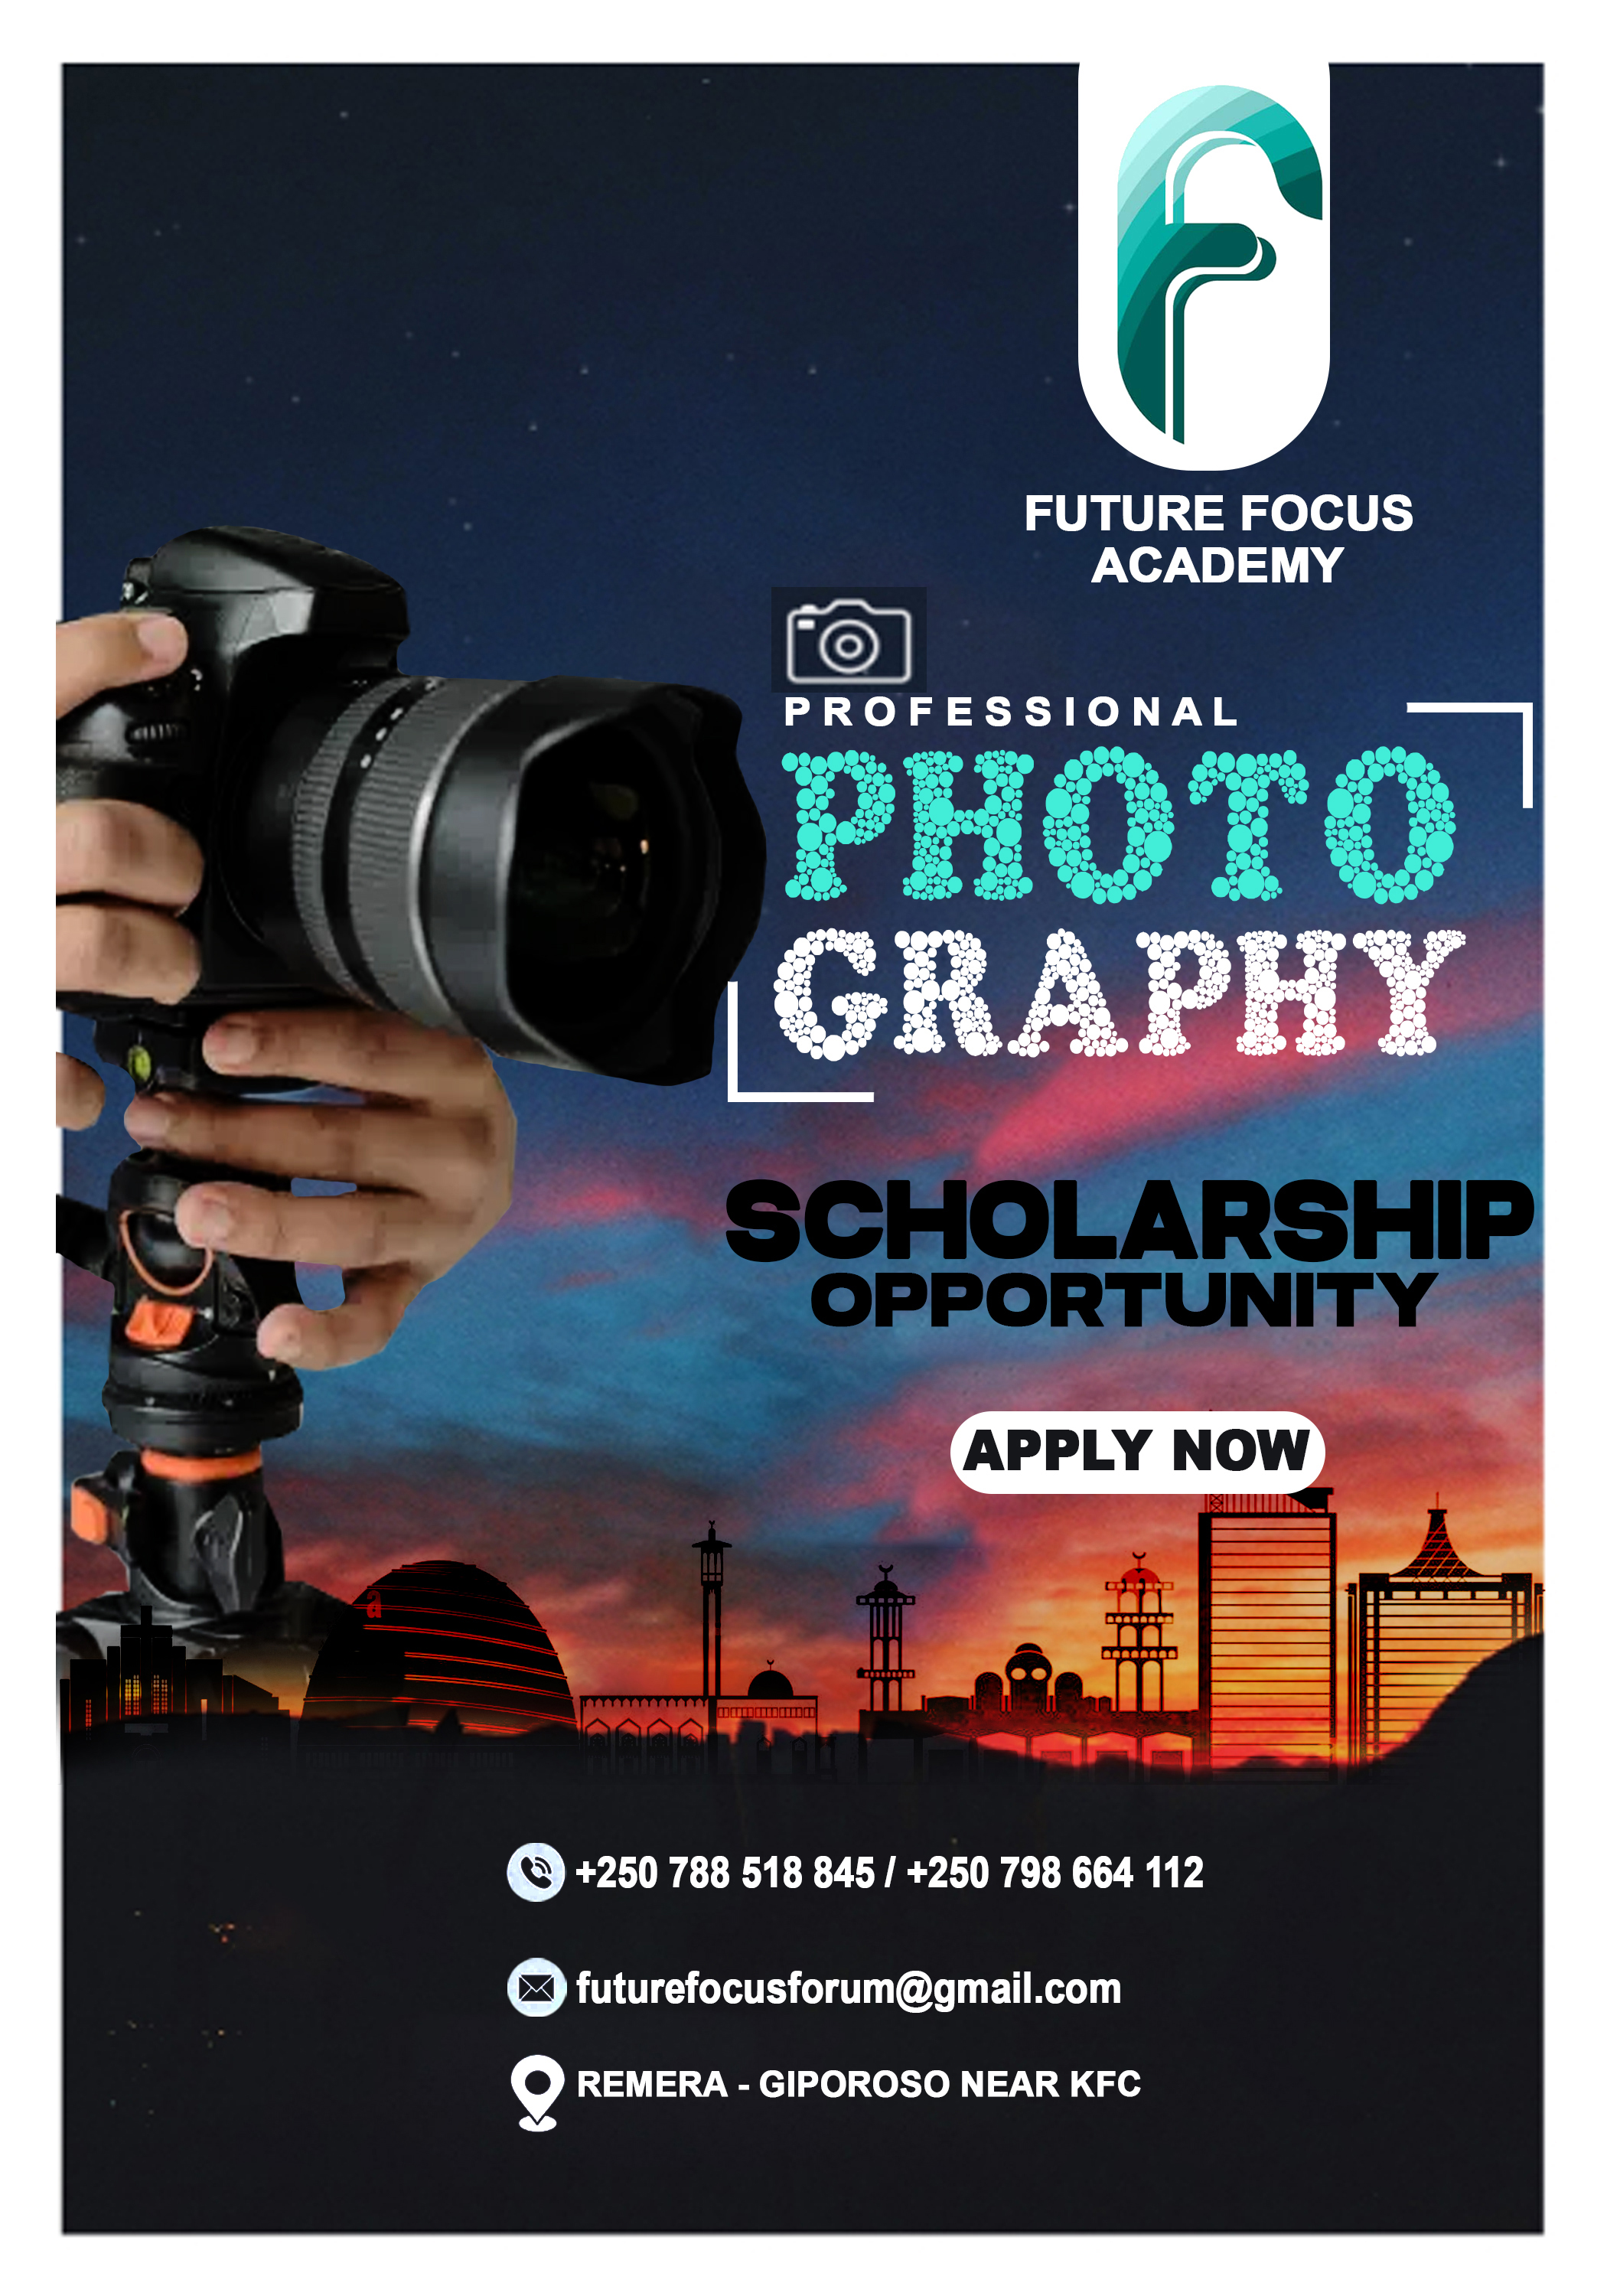 FUTURE FOCUS
ACADEMY
PROFESSIONAL
PHOTO
GRAPHY
SCHOLARSHIP
OPPORTUNITY
APPLY NOW
a
+250 788 518 845 / +250 798 664 112
futurefocusforum@gmail.com
REMERA - GIPOROSO NEAR KFC